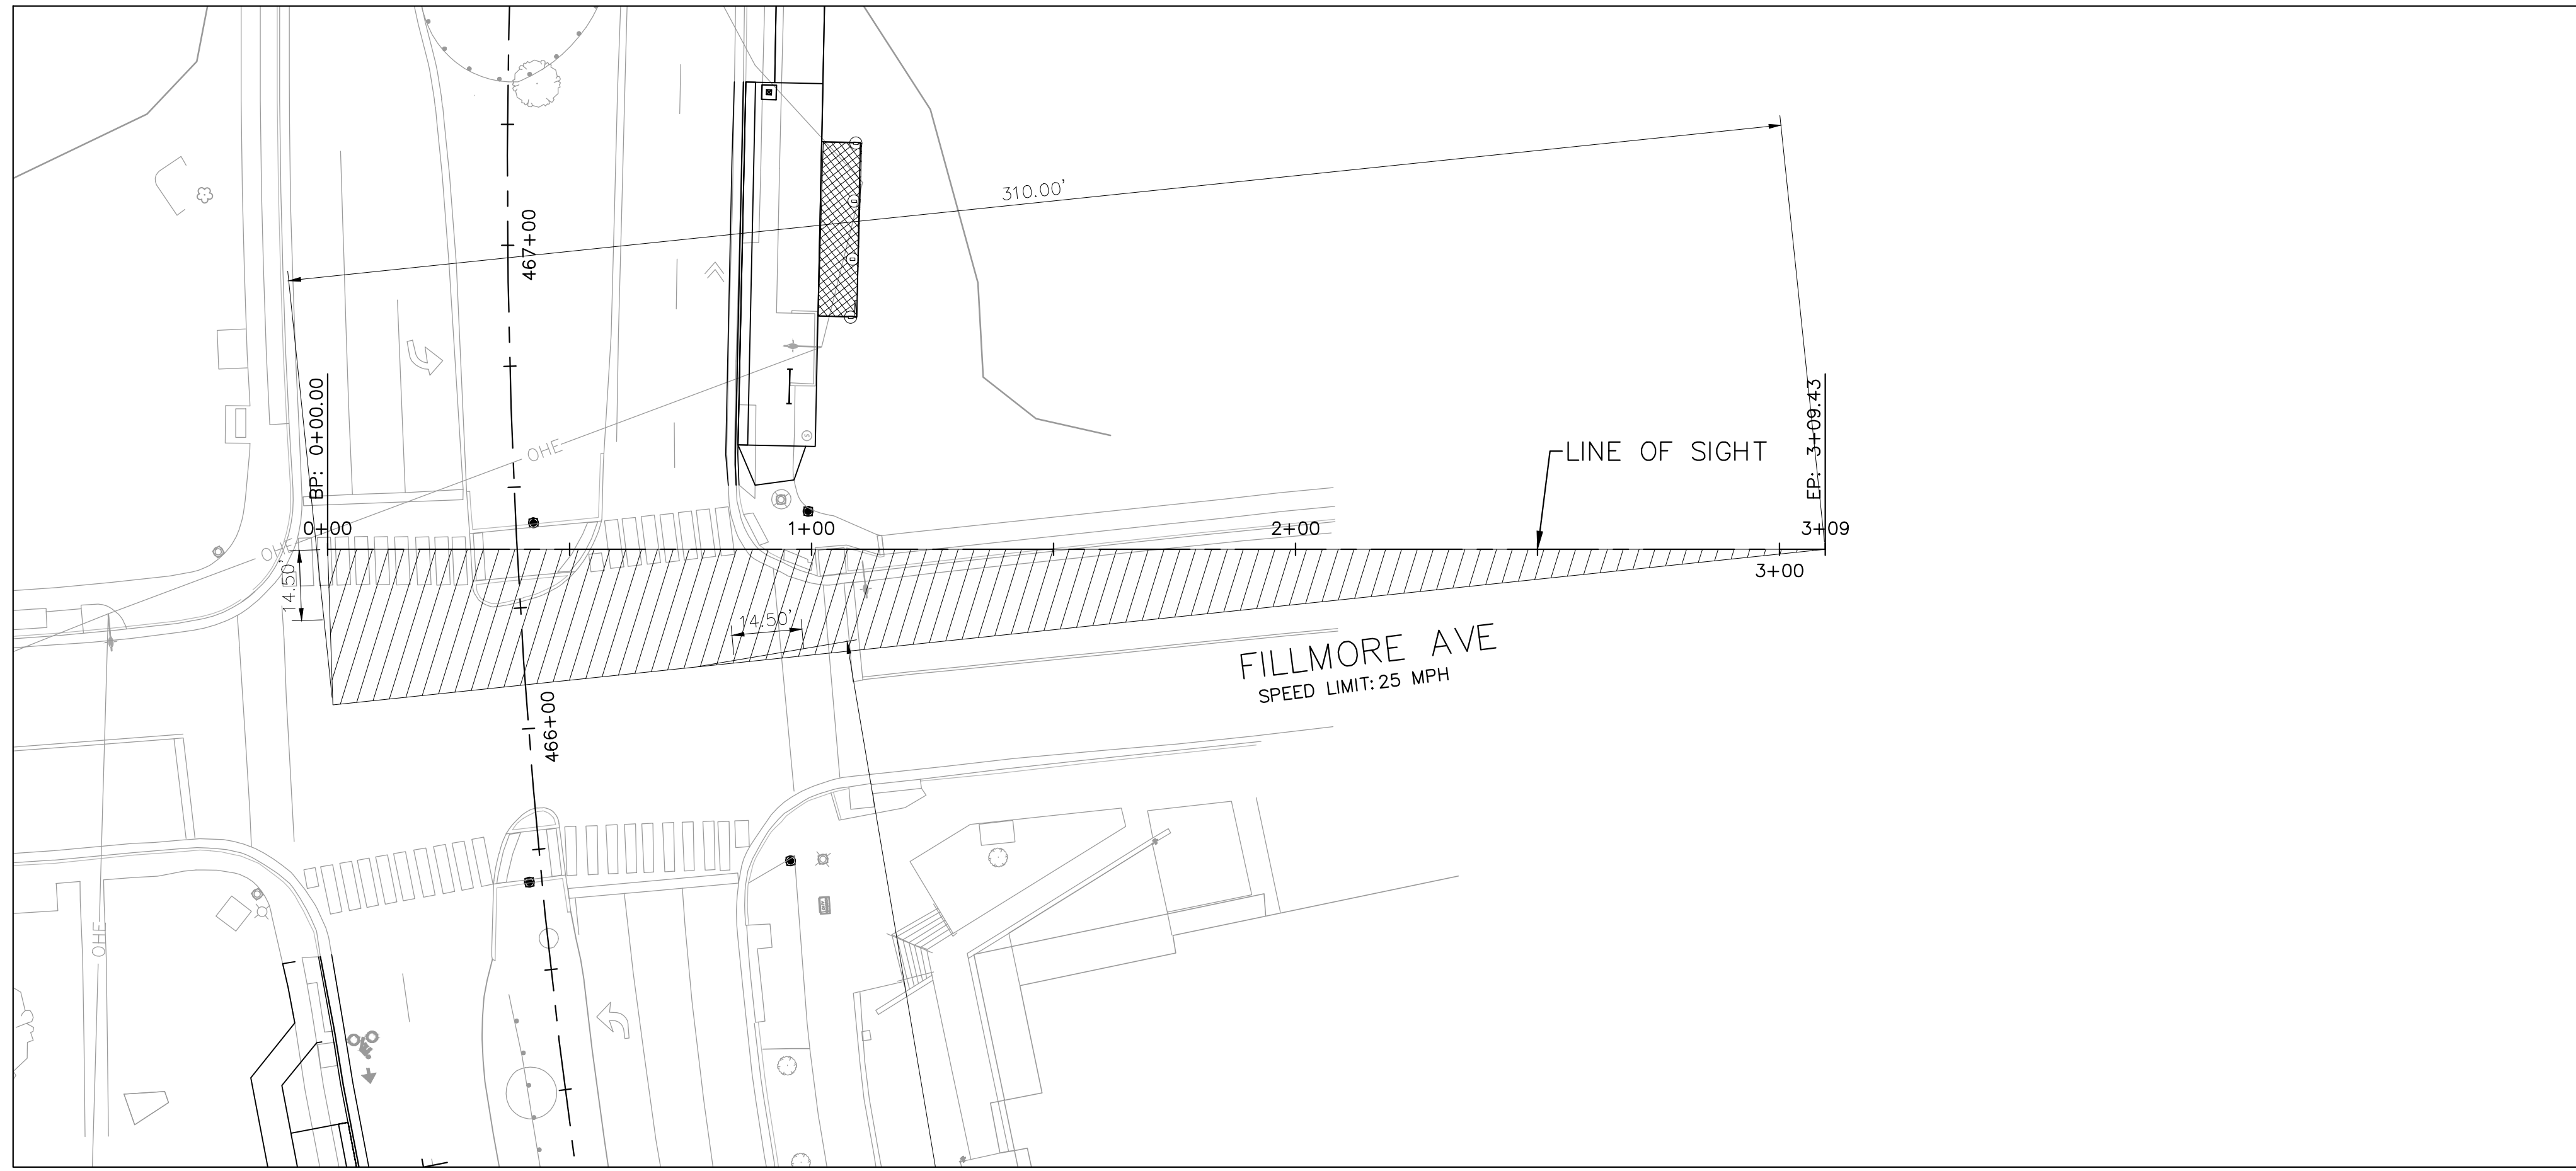 310.00'
467+00
BP: 0+00.00
EP: 3+09.43
OHE
LINE OF SIGHT
0+00
1+00
2+00
3+09
OHE
3+00
14.50'
14.50'
FILLMORE AVE
SPEED LIMIT: 25 MPH
466+00
OHE
S